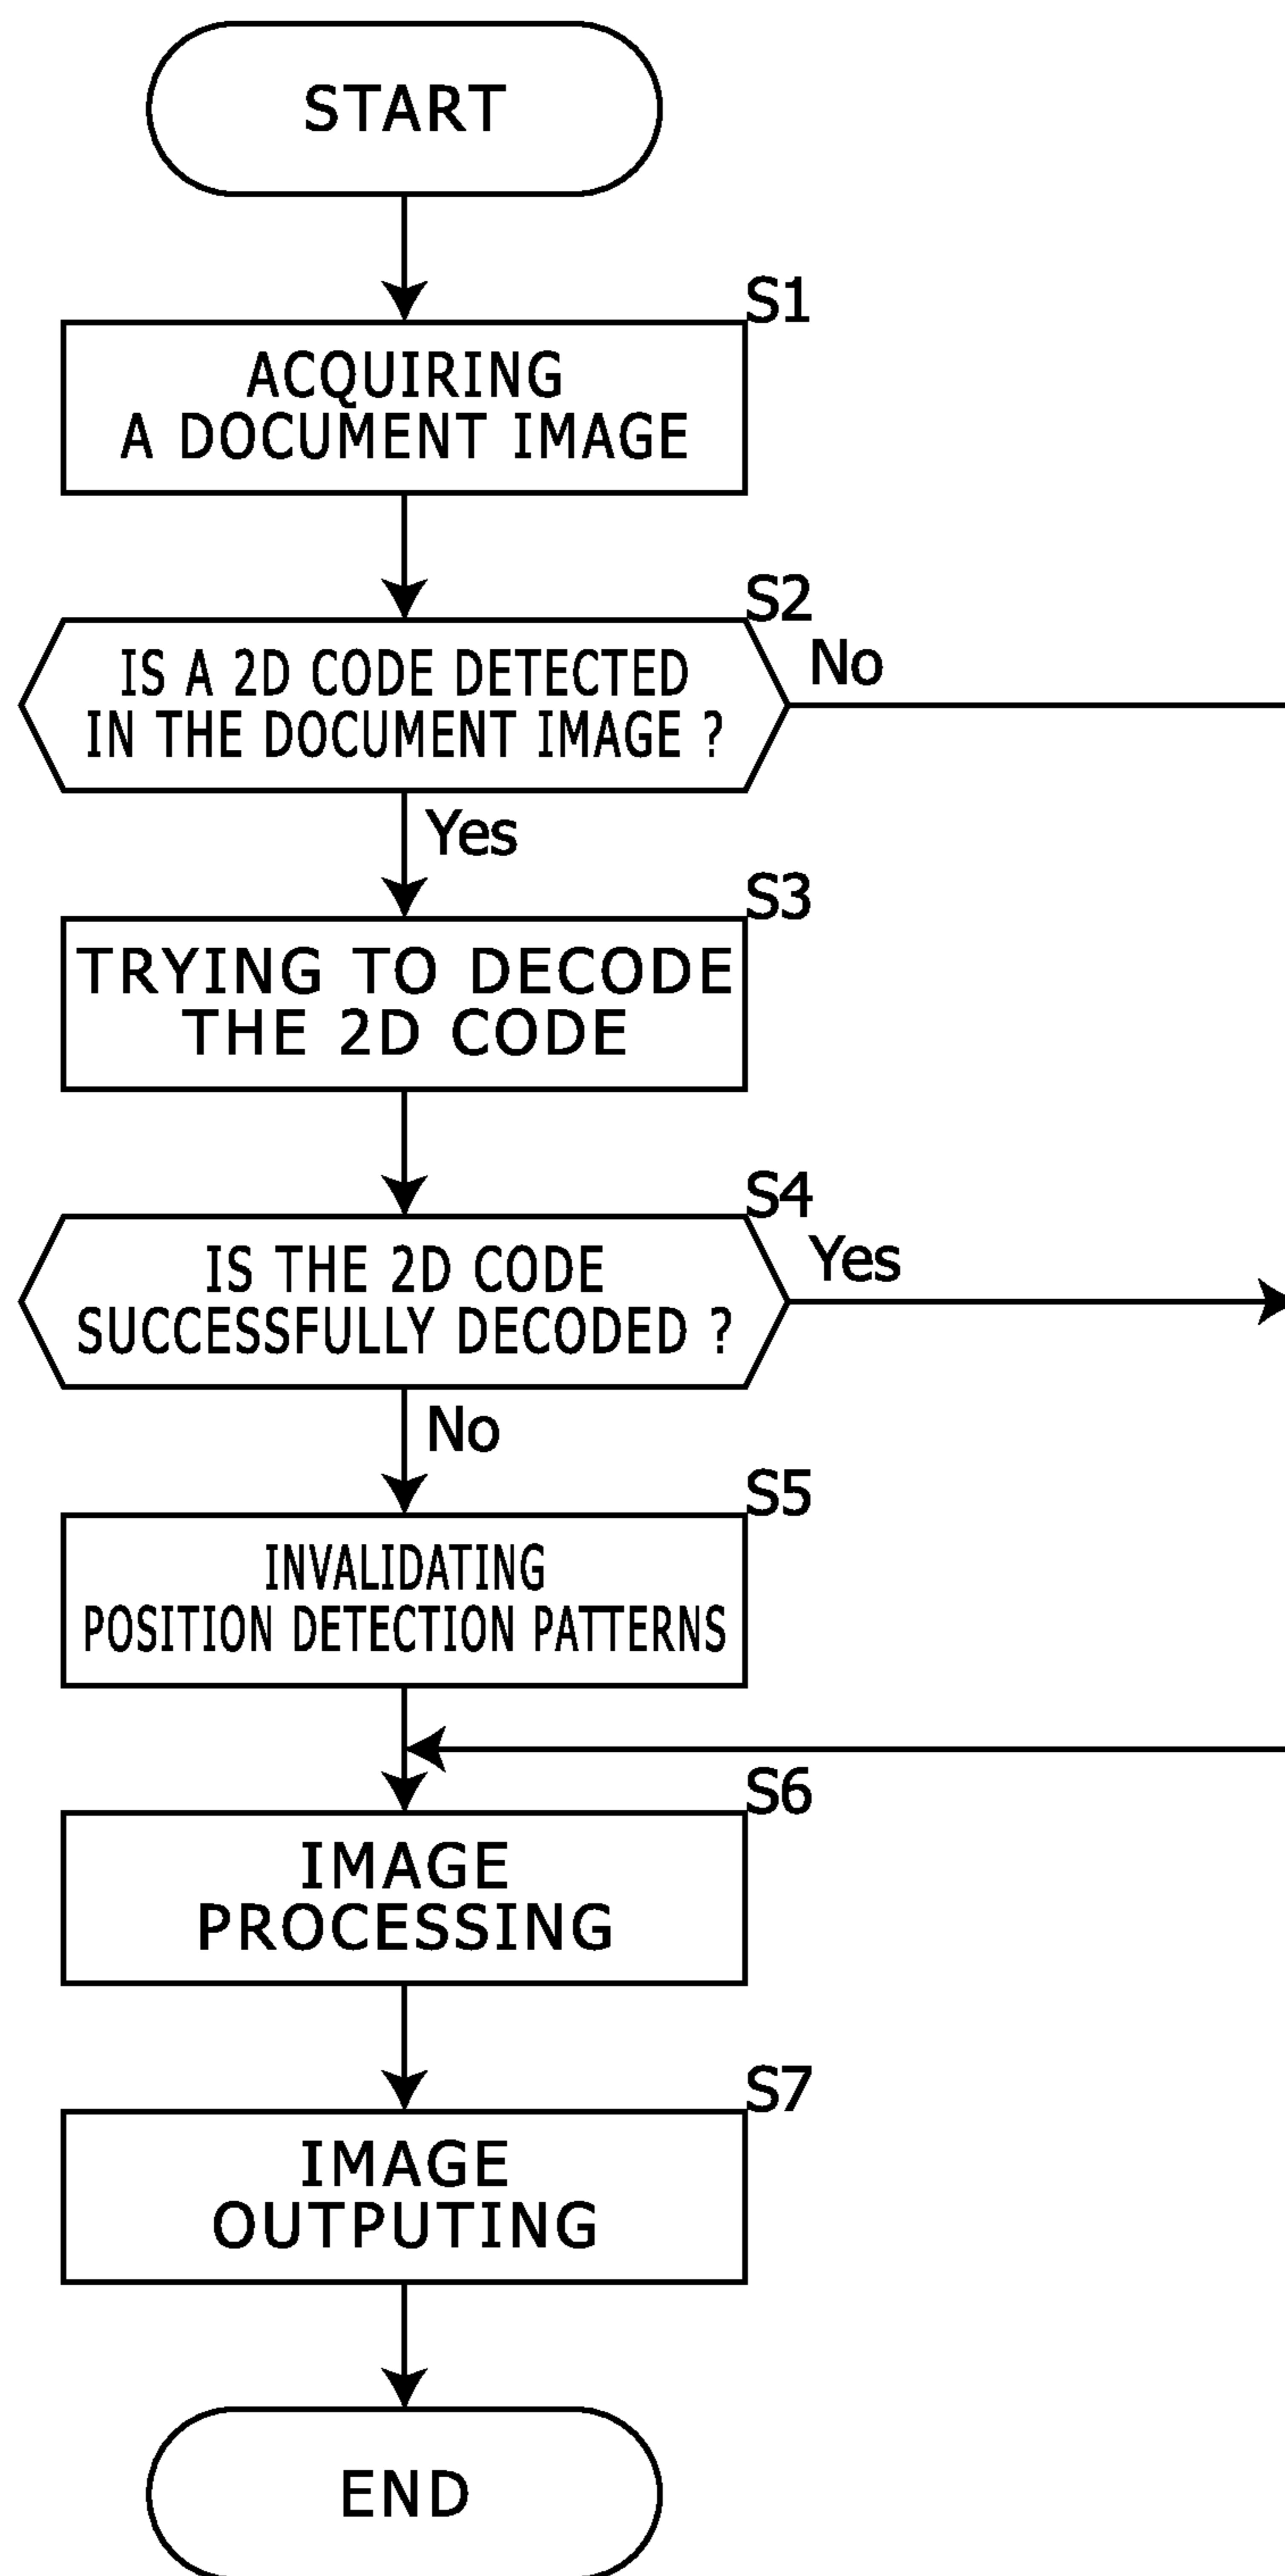 START
S1
ACQUIRING
A DOCUMENT IMAGE
S2
IS A 2D CODE DETECTED
IN THE DOCUMENT IMAGE ?
No
Yes
S3
TRYING TO DECODE
THE 2D CODE
S4
IS THE 2D CODE
SUCCESSFULLY DECODED ?
Yes
No
S5
INVALIDATING
POSITION DETECTION PATTERNS
S6
IMAGE
PROCESSING
S7
IMAGE
OUTPUTING
END